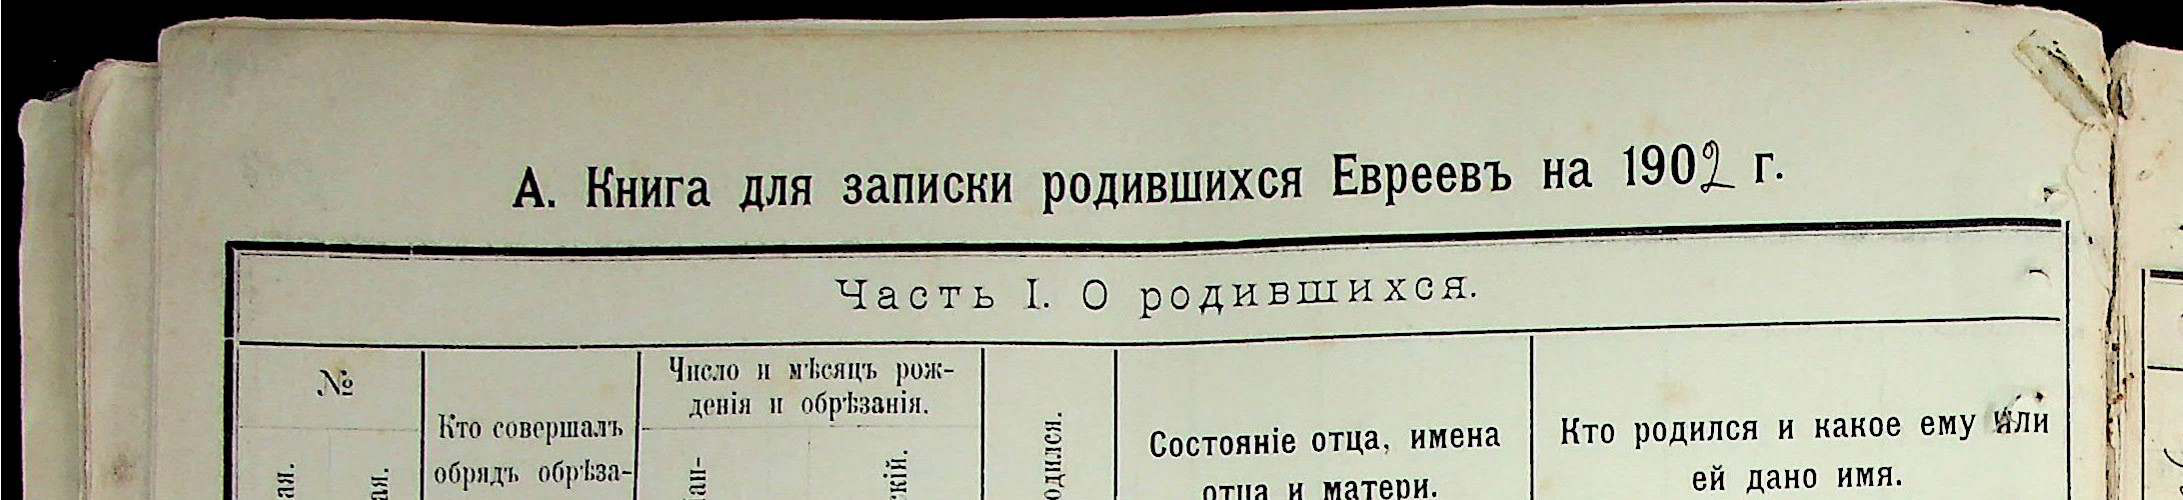 А. Книга для записки родившихся Евреевъ на 1902 г.
Часть I. О родившихся.
№
Кто совершалъ
обрядъ обрѣза-
Число и мѣсяцъ рож-
денія и обрѣзанія.
Состояніе отца, имена
отца и матери.
Кто родился и какое ему или
ей дано имя.